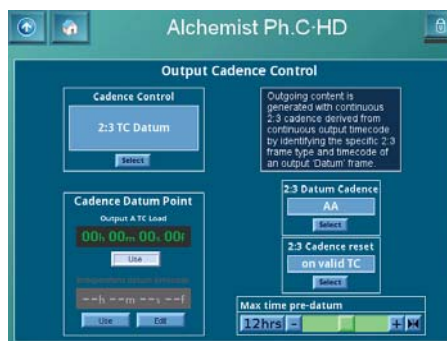 Alchemist Ph.C·HD
Output Cadence Control
Cadence Control
2:3 TC Datum
Select
Outgoing content is
generated with continuous
2:3 cadence derived from
continuous output timecode
by identifying the specific 2:3
frame type and timecode of
an output 'Datum' frame.
Cadence Datum Point
Output A TC Load
00h 00m 00s 00f
Use
--h --m --s --f
Use Edit
2:3 Datum Cadence
AA
Select
2:3 Cadence reset
on valid TC
Select
Max time pre-datum
12hrs - +